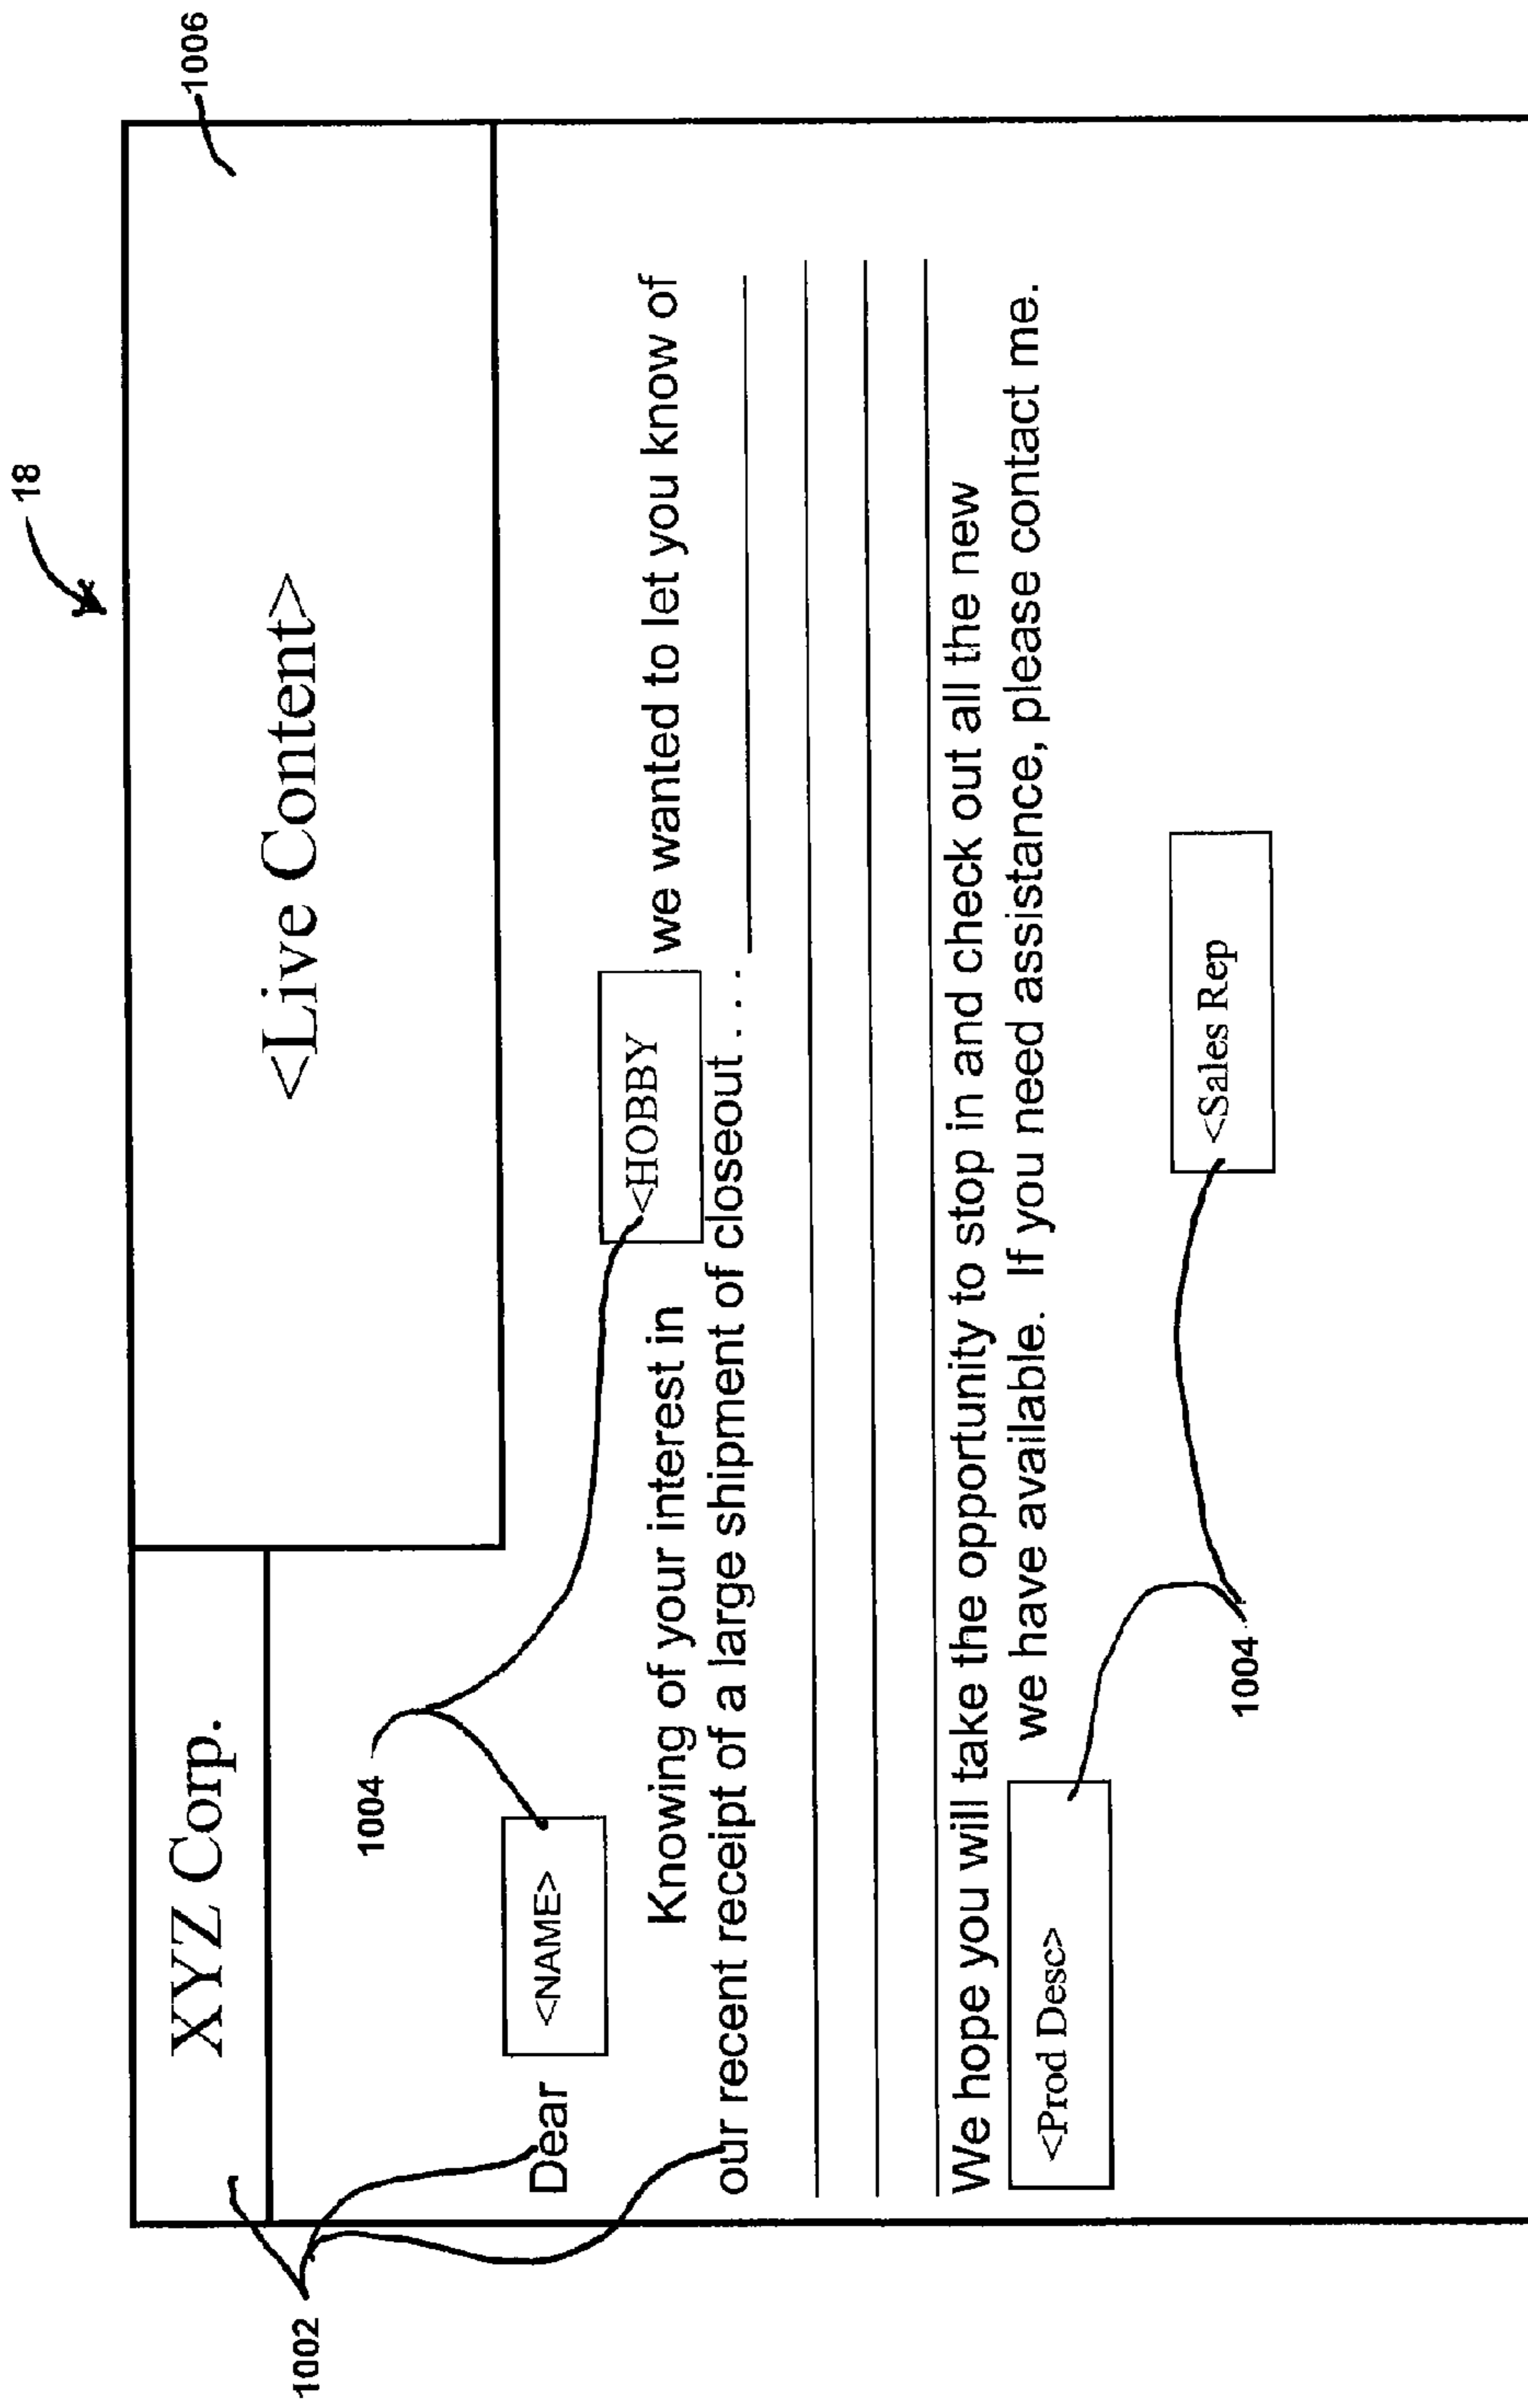 18
1006
XYZ Corp.
<Live Content>
1002
1004
Dear <NAME>
Knowing of your interest in <HOBBY we wanted to let you know of
our recent receipt of a large shipment of closeout . . .
We hope you will take the opportunity to stop in and check out all the new
<Prod Desc> we have available. If you need assistance, please contact me.
1004
<Sales Rep